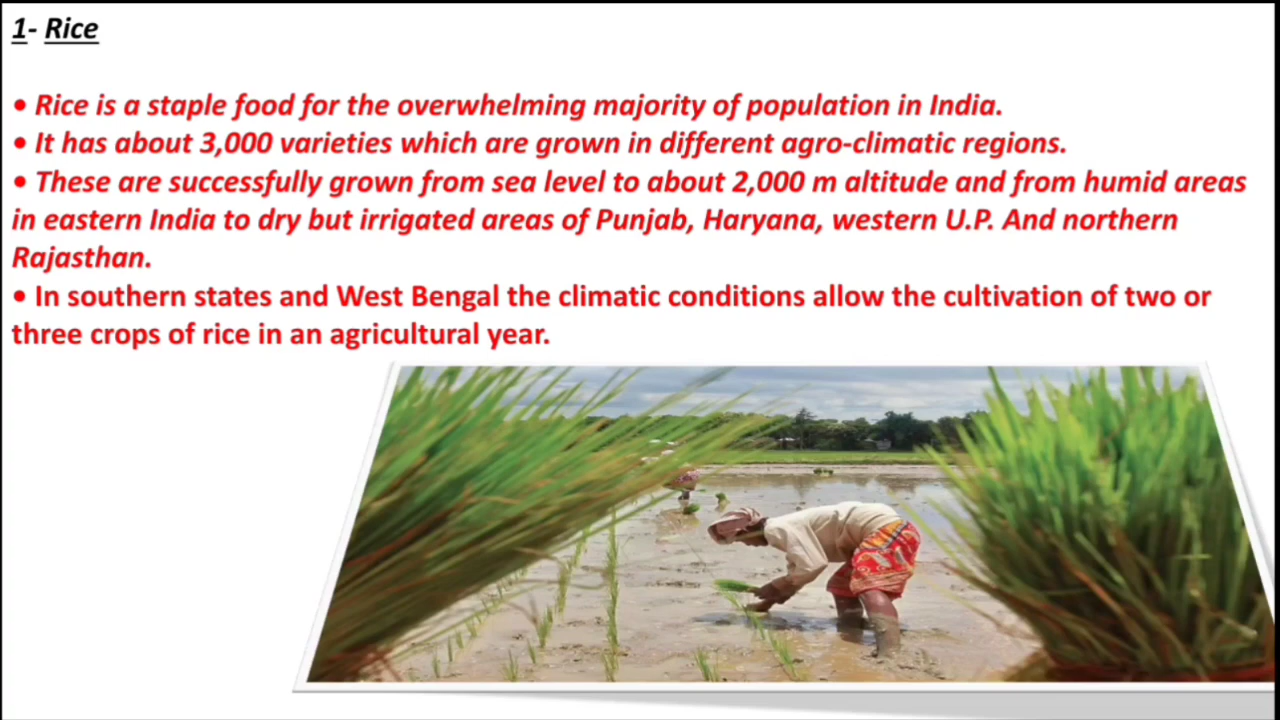 1- Rice
• Rice is a staple food for the overwhelming majority of population in India.
• It has about 3,000 varieties which are grown in different agro-climatic regions.
• These are successfully grown from sea level to about 2,000 m altitude and from humid areas
in eastern India to dry but irrigated areas of Punjab, Haryana, western U.P. And northern
Rajasthan.
• In southern states and West Bengal the climatic conditions allow the cultivation of two or
three crops of rice in an agricultural year.